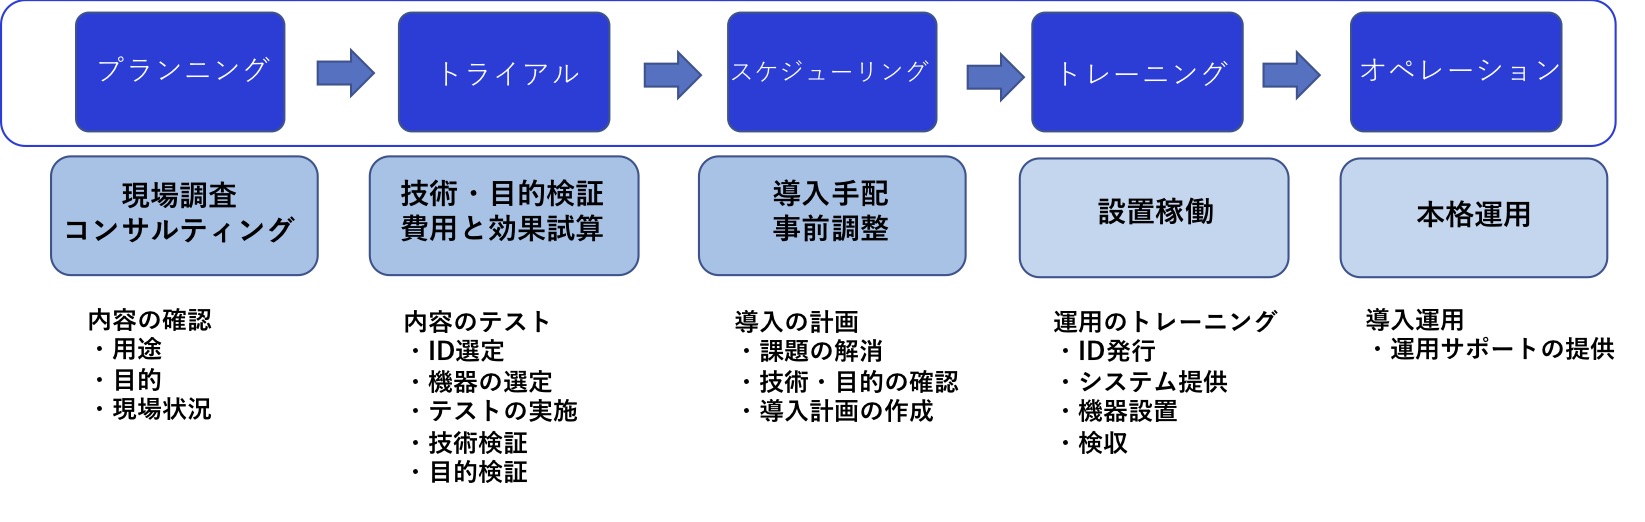 プランニング
トライアル
スケジューリング
トレーニング
オペレーション
現場調査
コンサルティング
技術・目的検証
費用と効果試算
導入手配
事前調整
設置稼働
本格運用
内容の確認
・用途
・目的
・現場状況
内容のテスト
・ID選定
・機器の選定
・テストの実施
・技術検証
・目的検証
導入の計画
・課題の解消
・技術・目的の確認
・導入計画の作成
運用のトレーニング
・ID発行
・システム提供
・機器設置
・検収
導入運用
・運用サポートの提供